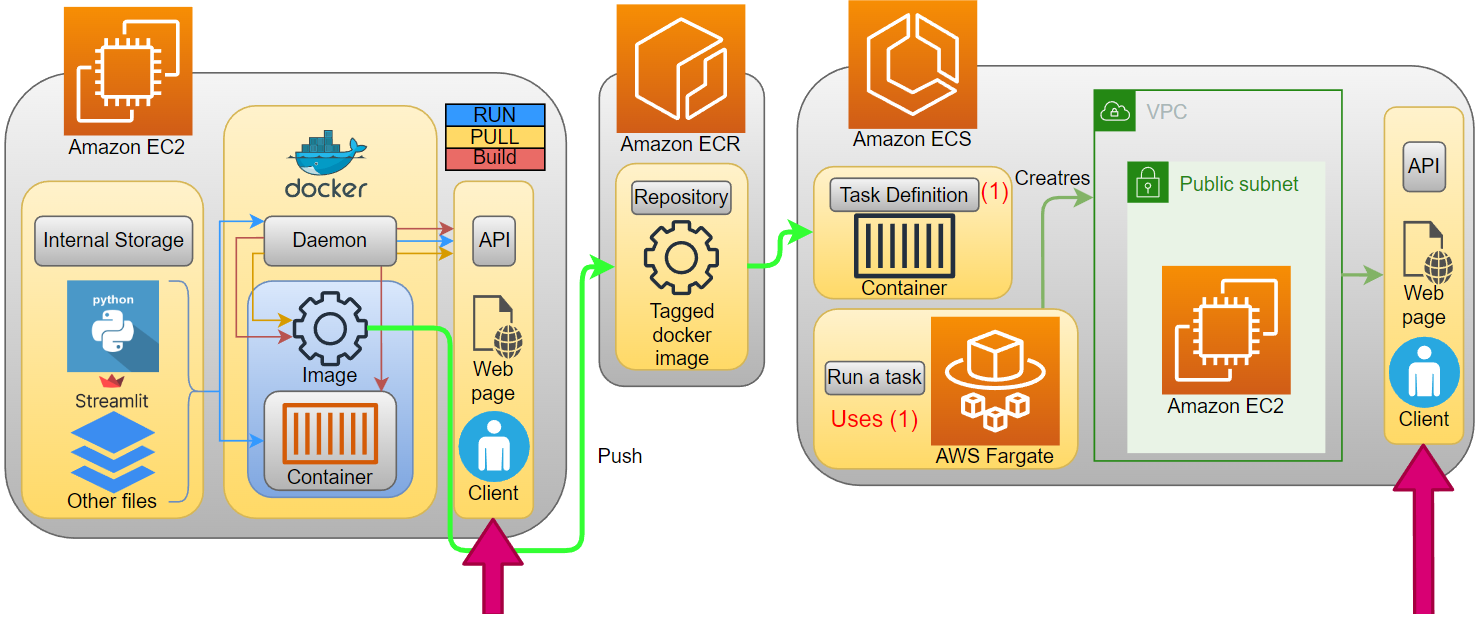 Amazon EC2
RUN
PULL
Build
docker
Internal Storage
Daemon
API
python
Streamlit
Other files
Image
Container
Web
page
Client
Push
Amazon ECR
Repository
Tagged
docker
image
Amazon ECS
Task Definition
(1)
Container
Creatres
Run a task
Uses (1)
AWS Fargate
VPC
Public subnet
Amazon EC2
API
Web
page
Client